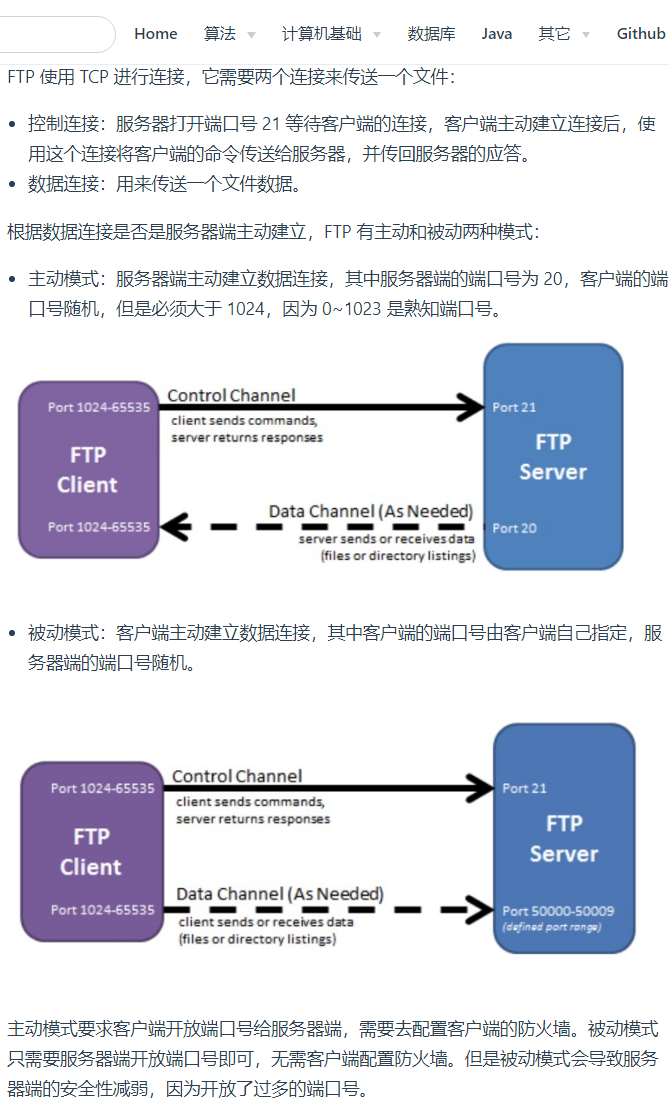 Home 算法 计算机基础 数据库 Java 其它 Github
FTP 使用 TCP 进行连接，它需要两个连接来传送一个文件：
控制连接：服务器打开端口号 21 等待客户端的连接，客户端主动建立连接后，使
用这个连接将客户端的命令传送给服务器，并传回服务器的应答。
数据连接：用来传送一个文件数据。
根据数据连接是否是服务器端主动建立，FTP 有主动和被动两种模式：
主动模式：服务器端主动建立数据连接，其中服务器端的端口号为 20，客户端的端
口号随机，但是必须大于 1024，因为 0~1023 是熟知端口号。
Control Channel
Port 1024-65535
Port 21
client sends commands,
server returns responses
FTP
Client
FTP
Server
Data Channel (As Needed)
Port 1024-65535
Port 20
server sends or receives data
(files or directory listings)
被动模式：客户端主动建立数据连接，其中客户端的端口号由客户端自己指定，服
务器端的端口号随机。
Control Channel
Port 1024-65535
Port 21
client sends commands,
server returns responses
FTP
Client
FTP
Server
Data Channel (As Needed)
Port 1024-65535
Port 50000-50009
(defined port range)
client sends or receives data
(files or directory listings)
主动模式要求客户端开放端口号给服务器端，需要去配置客户端的防火墙。被动模式
只需要服务器端开放端口号即可，无需客户端配置防火墙。但是被动模式会导致服务
器端的安全性减弱，因为开放了过多的端口号。